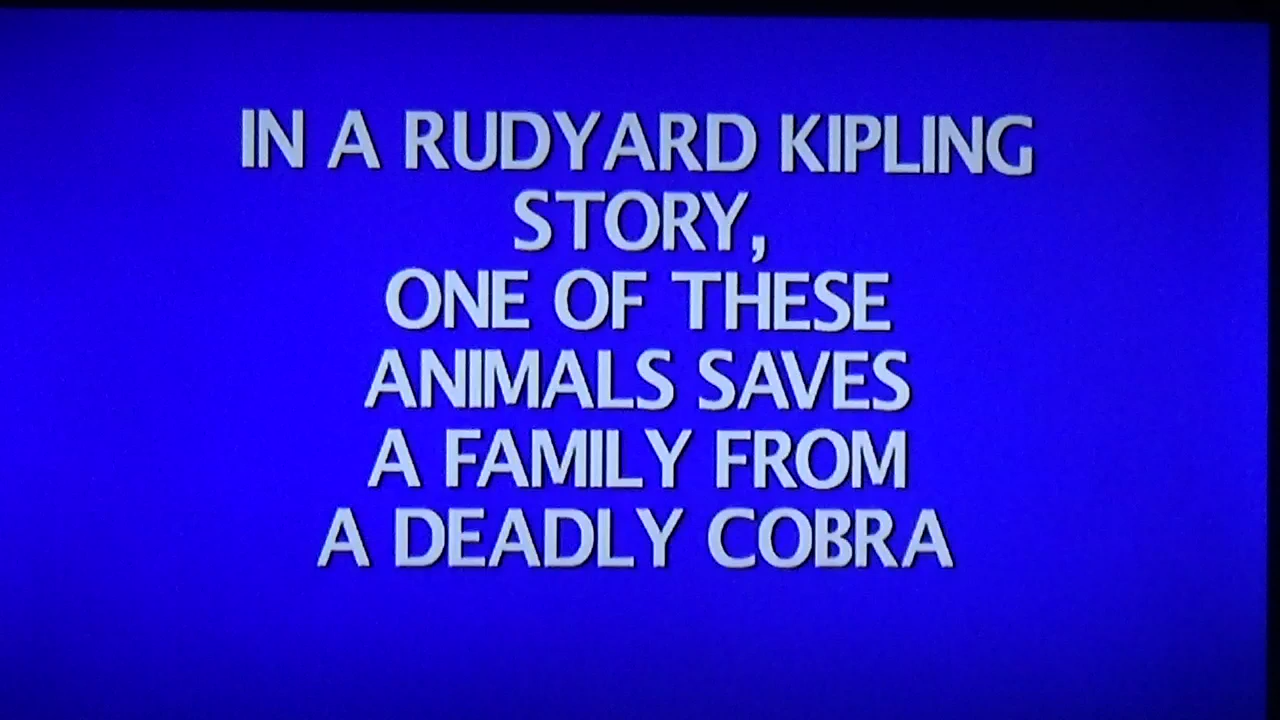 IN A RUDYARD KIPLING
STORY,
ONE OF THESE
ANIMALS SAVES
A FAMILY FROM
A DEADLY COBRA